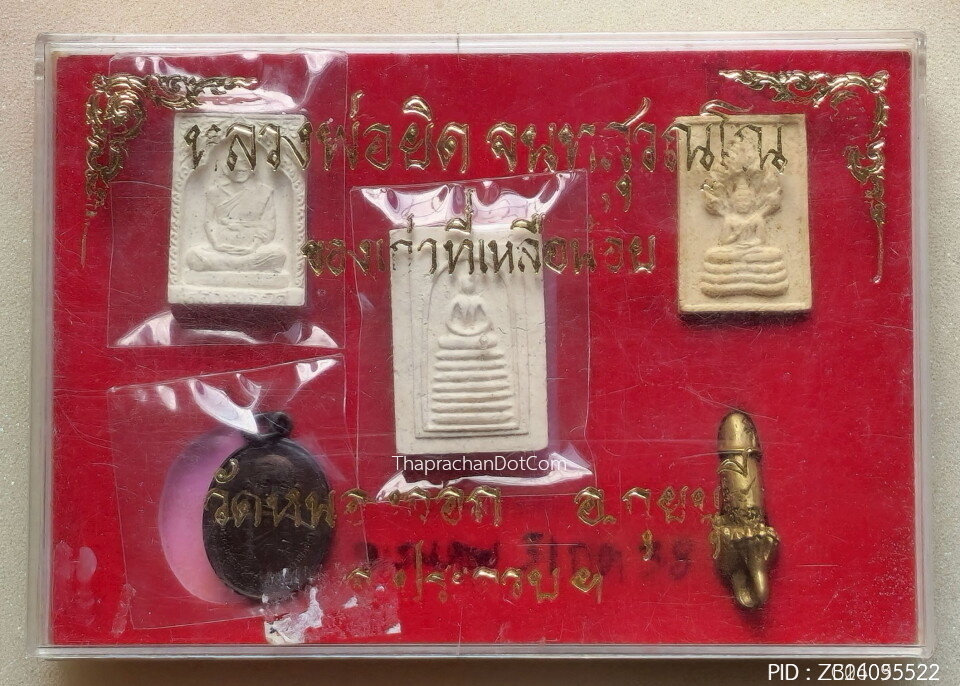 หลวงพ่อยิด จนฺทสุวณฺโณ
ของเก่าที่เหลือน้อย
ThaprachanDotCom
วัดหนองจอก อ.กุยบุรี
จ.ประจวบฯ
PID :